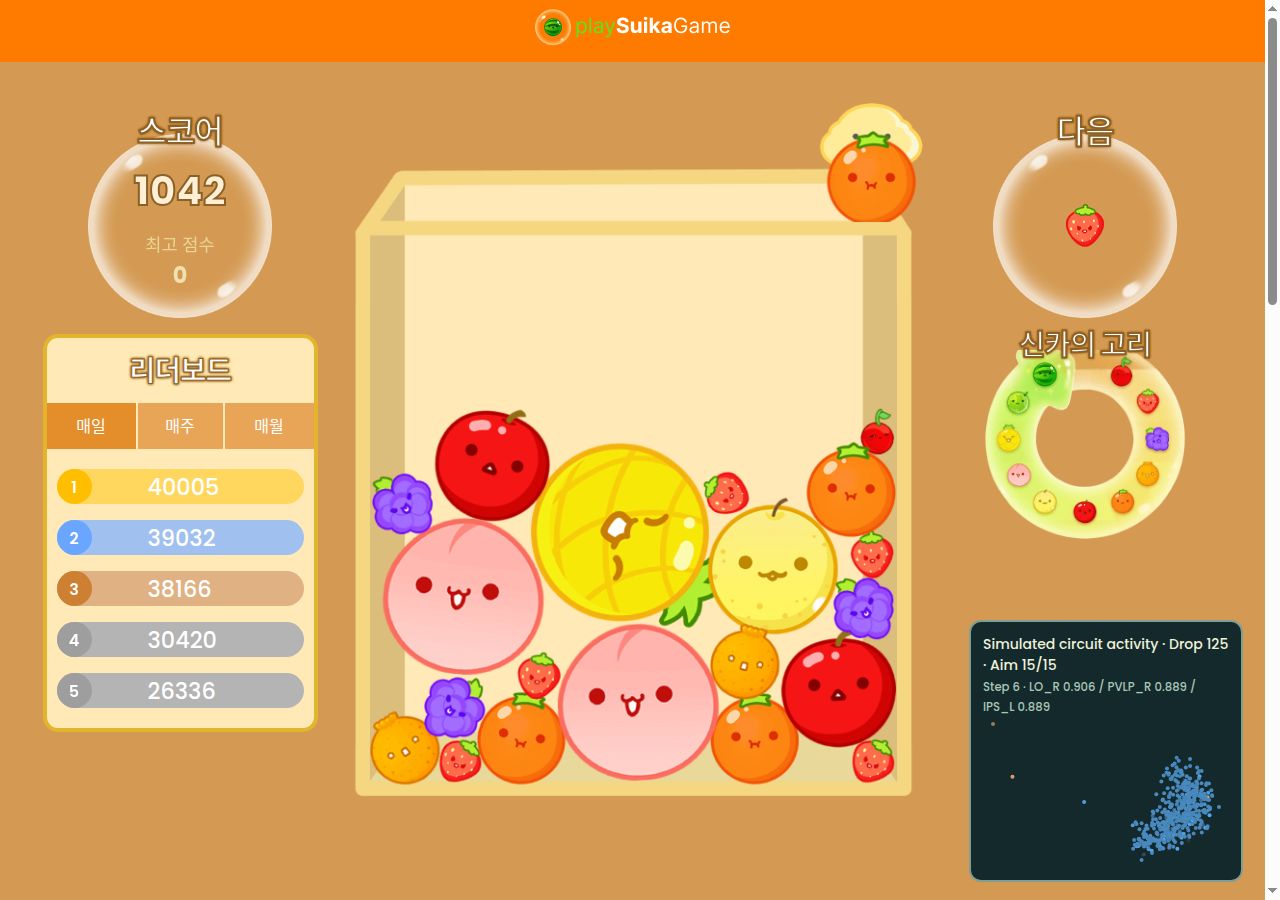 playSuikaGame
스코어
1042
최고 점수
0
다음
신카의 고리
리더보드
매일
매주
매월
1 40005
2 39032
3 38166
4 30420
5 26336
Simulated circuit activity · Drop 125
· Aim 15/15
Step 6 · LO_R 0.906 / PVLP_R 0.889 /
IPS_L 0.889